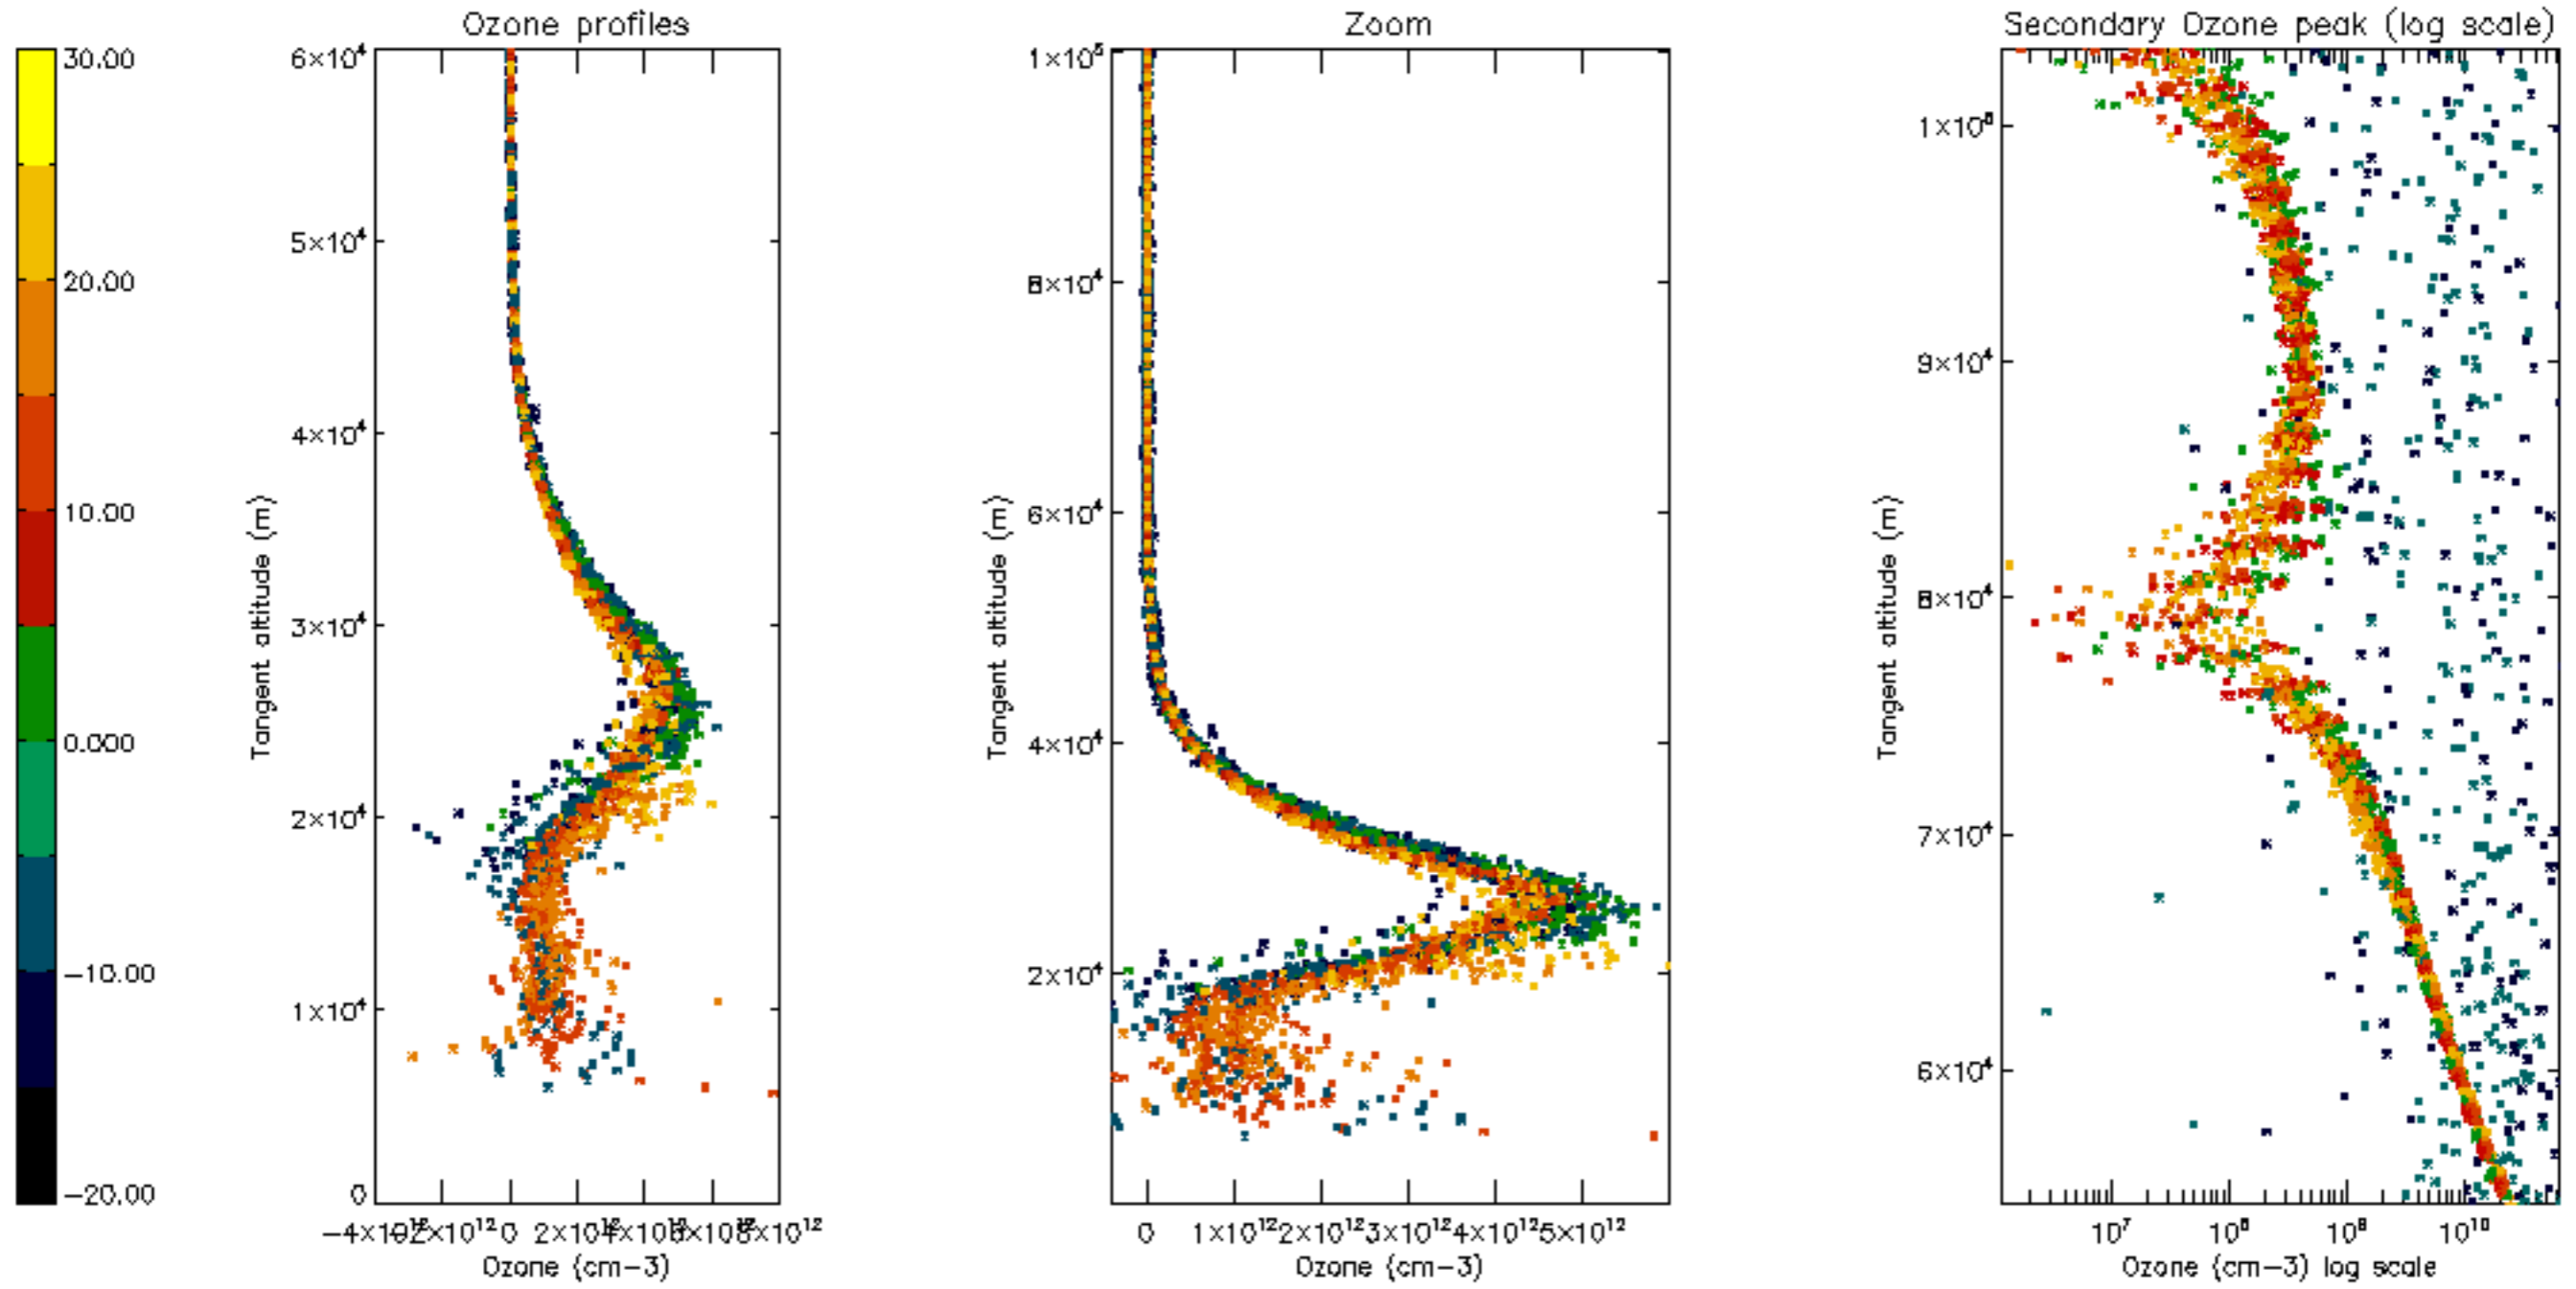 Ozone profiles
Zoom
Secondary Ozone peak (log scale)
30.00
20.00
10.00
0.000
−10.00
−20.00
6×10⁴
5×10⁴
4×10⁴
3×10⁴
2×10⁴
1×10⁴
0
Tangent altitude (m)
0
Ozone (cm−3)
1×10⁵
8×10⁴
6×10⁴
4×10⁴
2×10⁴
Tangent altitude (m)
0 1×10¹² 2×10¹² 3×10¹² 4×10¹² 5×10¹²
Ozone (cm−3)
1×10⁵
9×10⁴
8×10⁴
7×10⁴
6×10⁴
Tangent altitude (m)
10⁷ 10⁸ 10⁹ 10¹⁰
Ozone (cm−3) log scale